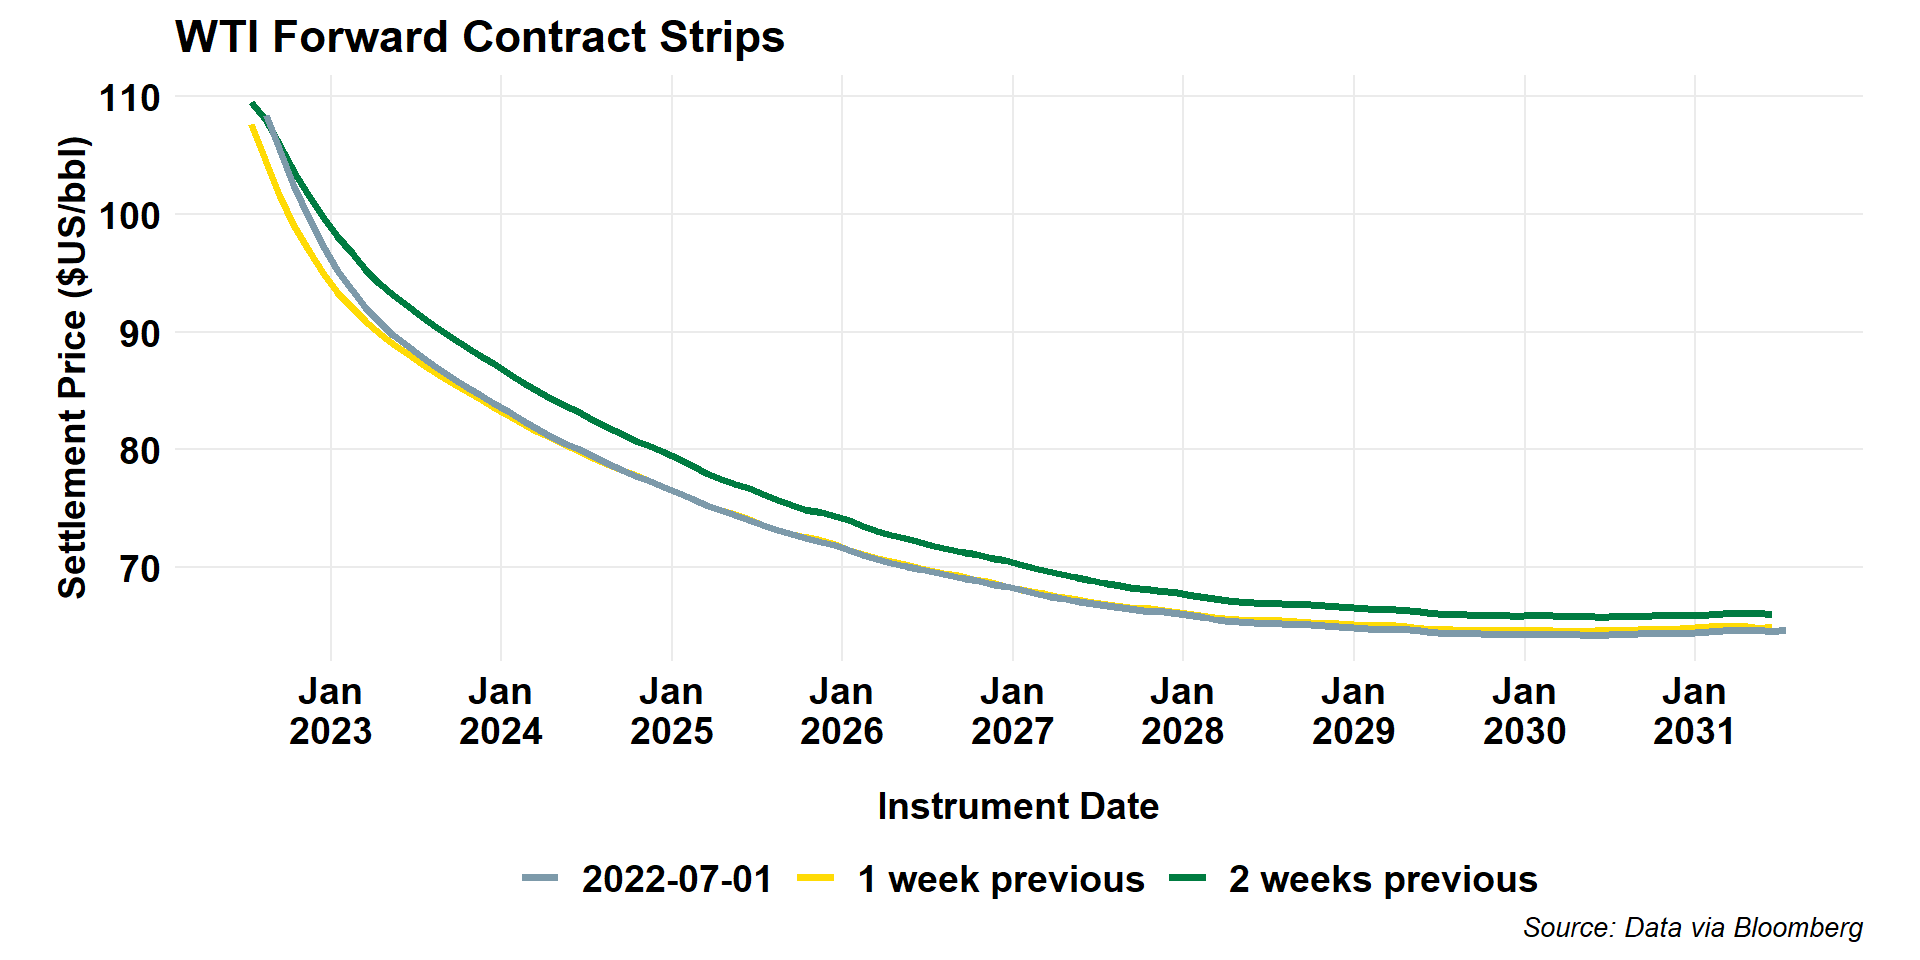 WTI Forward Contract Strips
Settlement Price ($US/bbl)
110
100
90
80
70
Jan 2023
Jan 2024
Jan 2025
Jan 2026
Jan 2027
Jan 2028
Jan 2029
Jan 2030
Jan 2031
Instrument Date
2022-07-01 1 week previous 2 weeks previous
Source: Data via Bloomberg